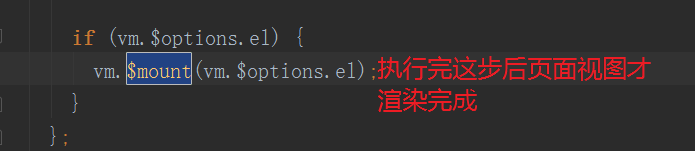 if (vm.$options.el) {
vm.$mount(vm.$options.el);执行完这步后页面视图才
渲染完成
}
};